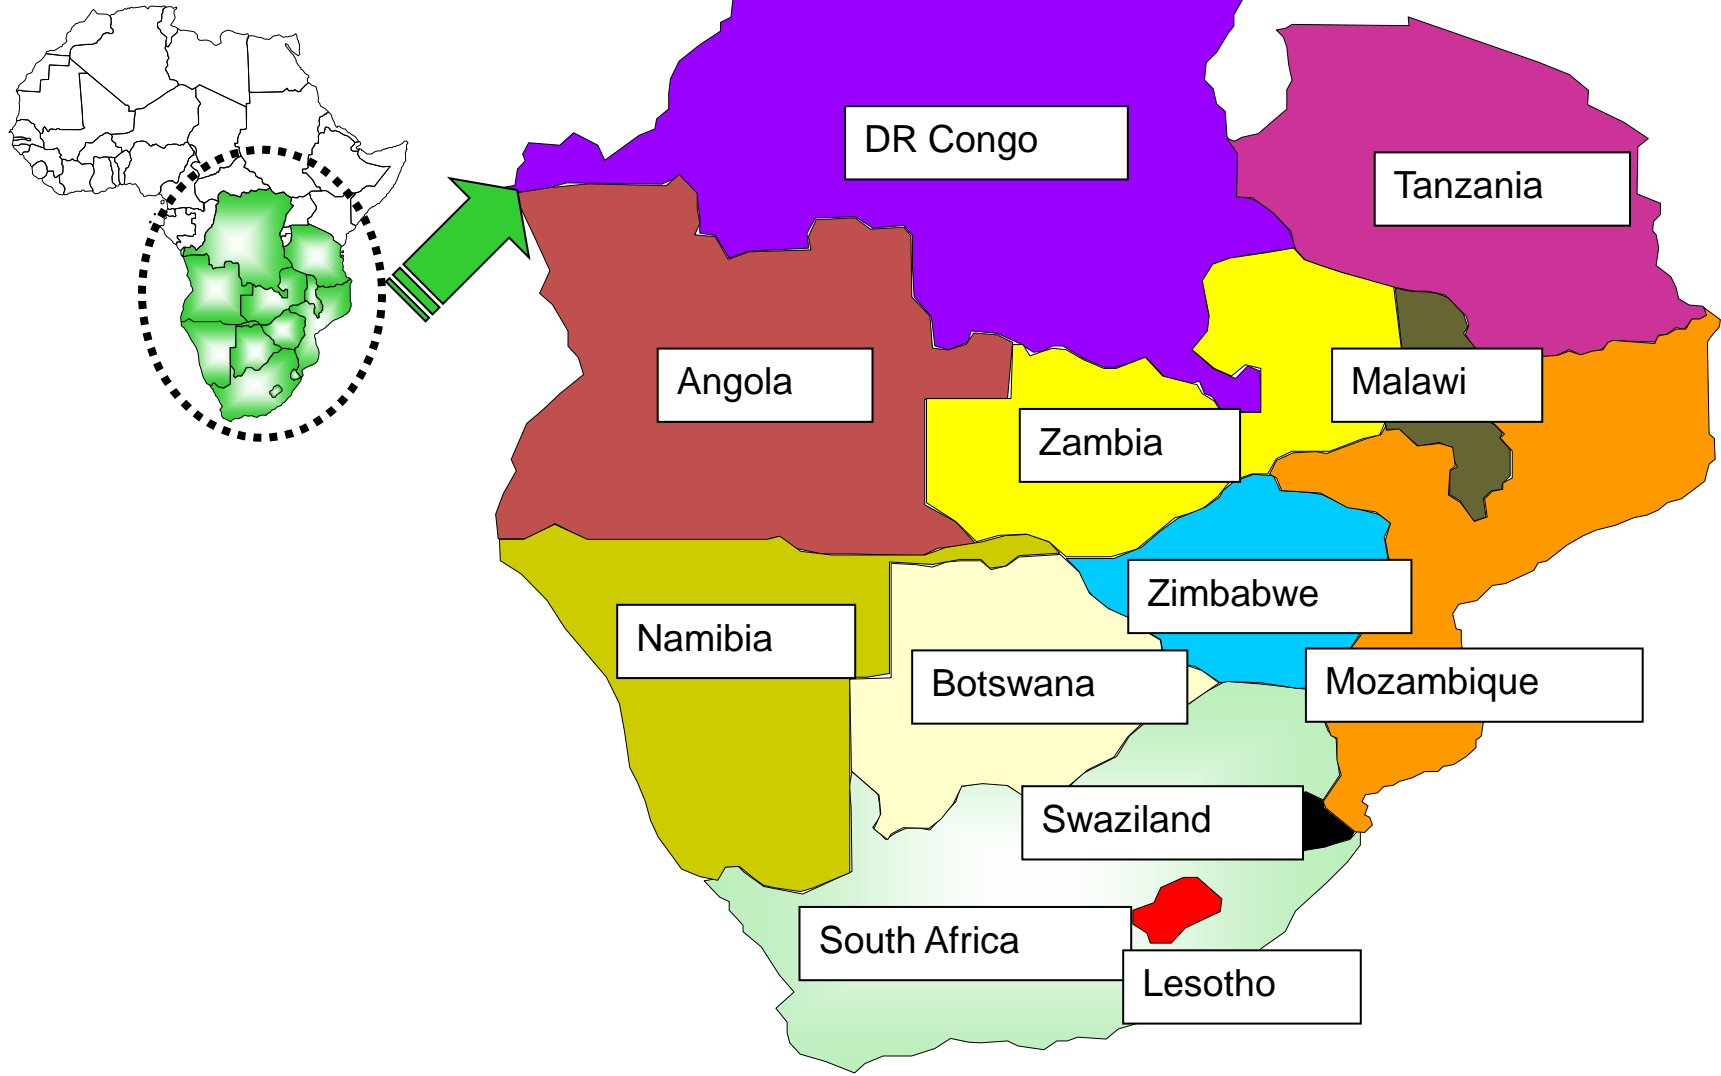 DR Congo
Tanzania
Angola
Malawi
Zambia
Zimbabwe
Namibia
Botswana
Mozambique
Swaziland
South Africa
Lesotho